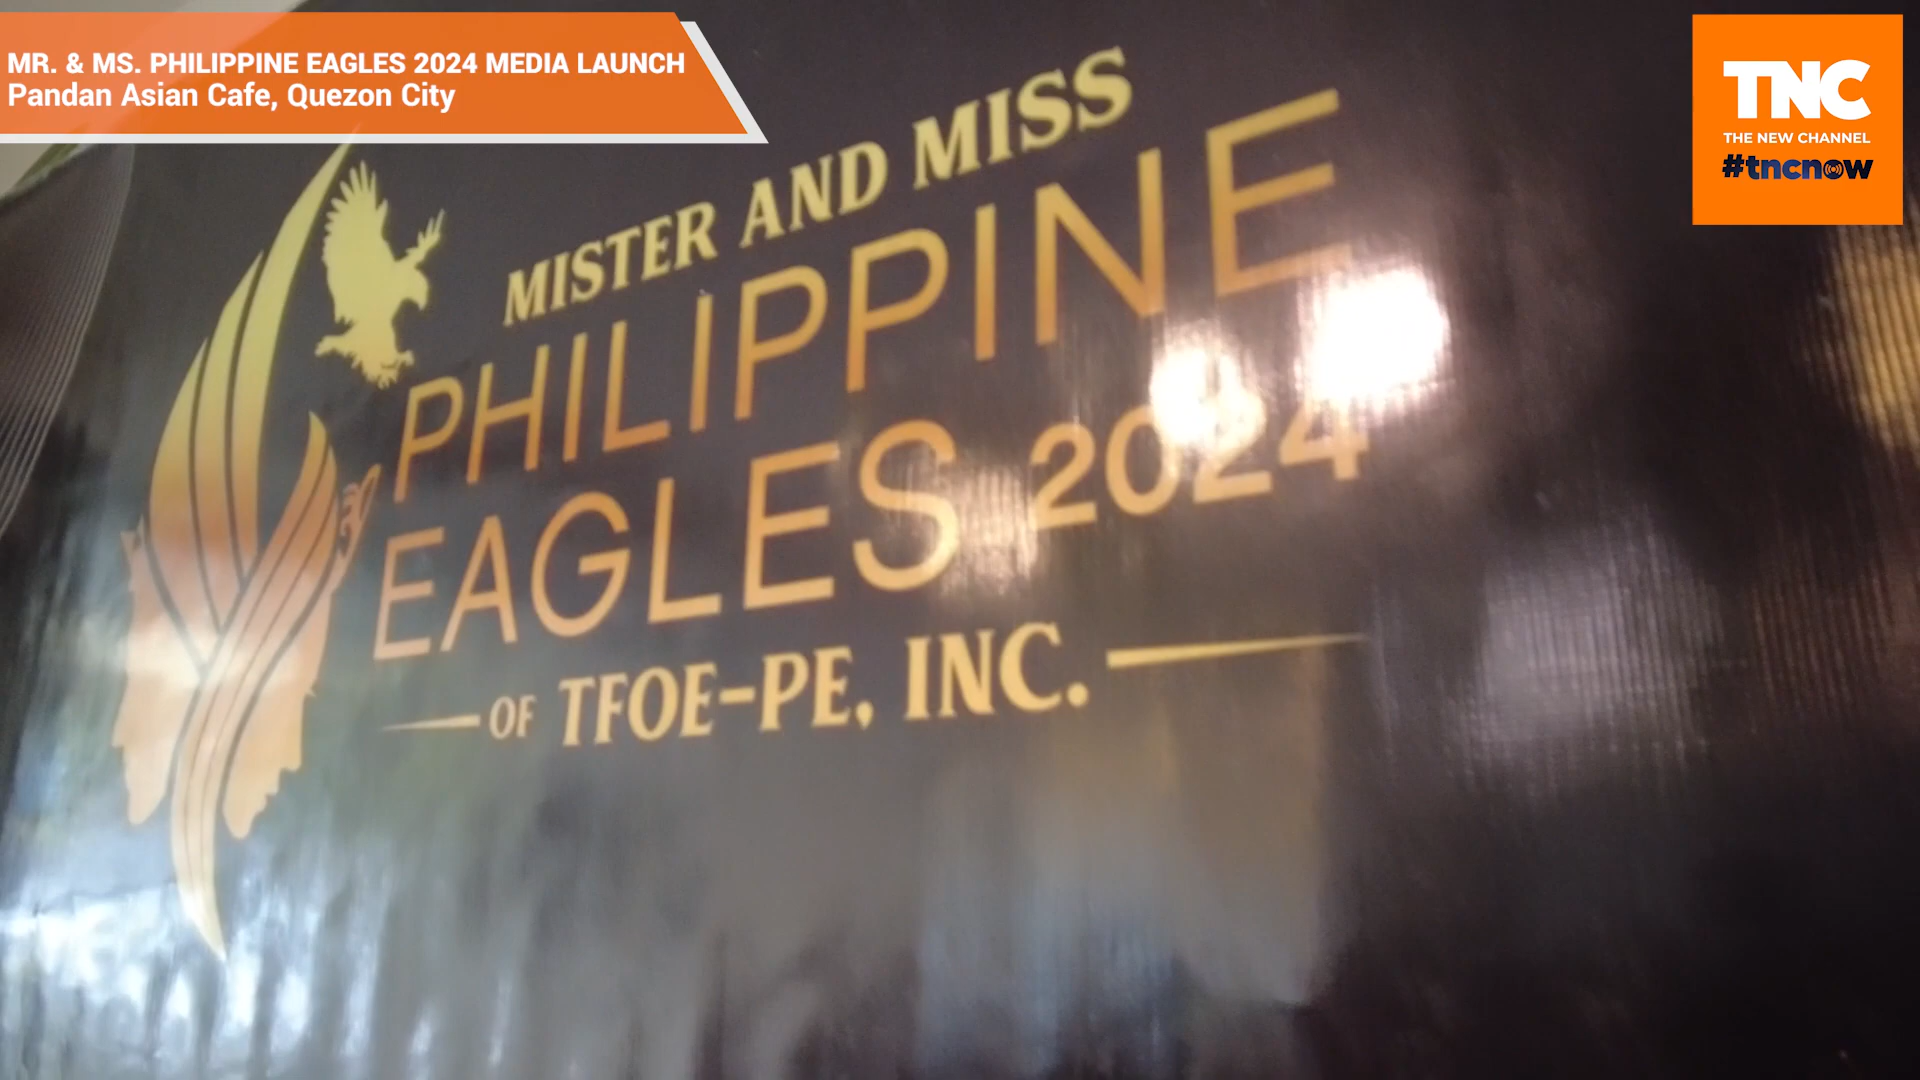 MR. & MS. PHILIPPINE EAGLES 2024 MEDIA LAUNCH
Pandan Asian Cafe, Quezon City
TNC
THE NEW CHANNEL
#tncnow
MISTER AND MISS
PHILIPPINE
EAGLES 2024
OF TFOE-PE, INC.